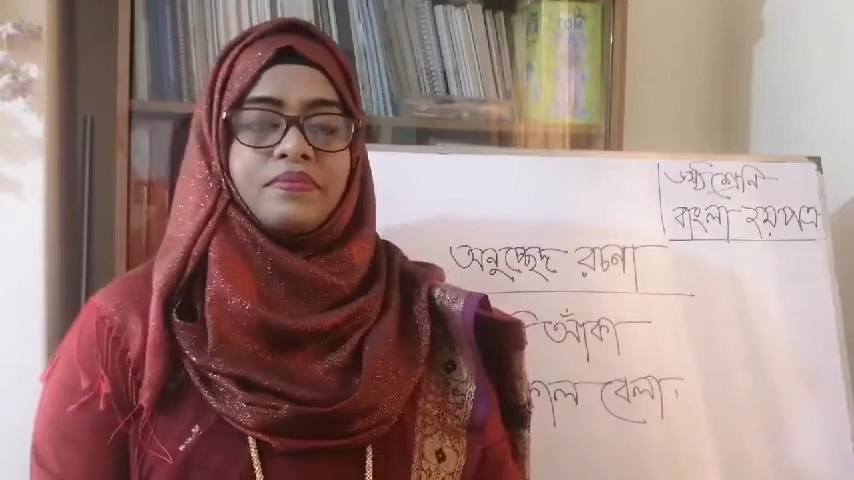 ষষ্ঠ শ্রেণি
বাংলা ২য় পত্র
অনুচ্ছেদ রচনা
আঁকা
বেলা।